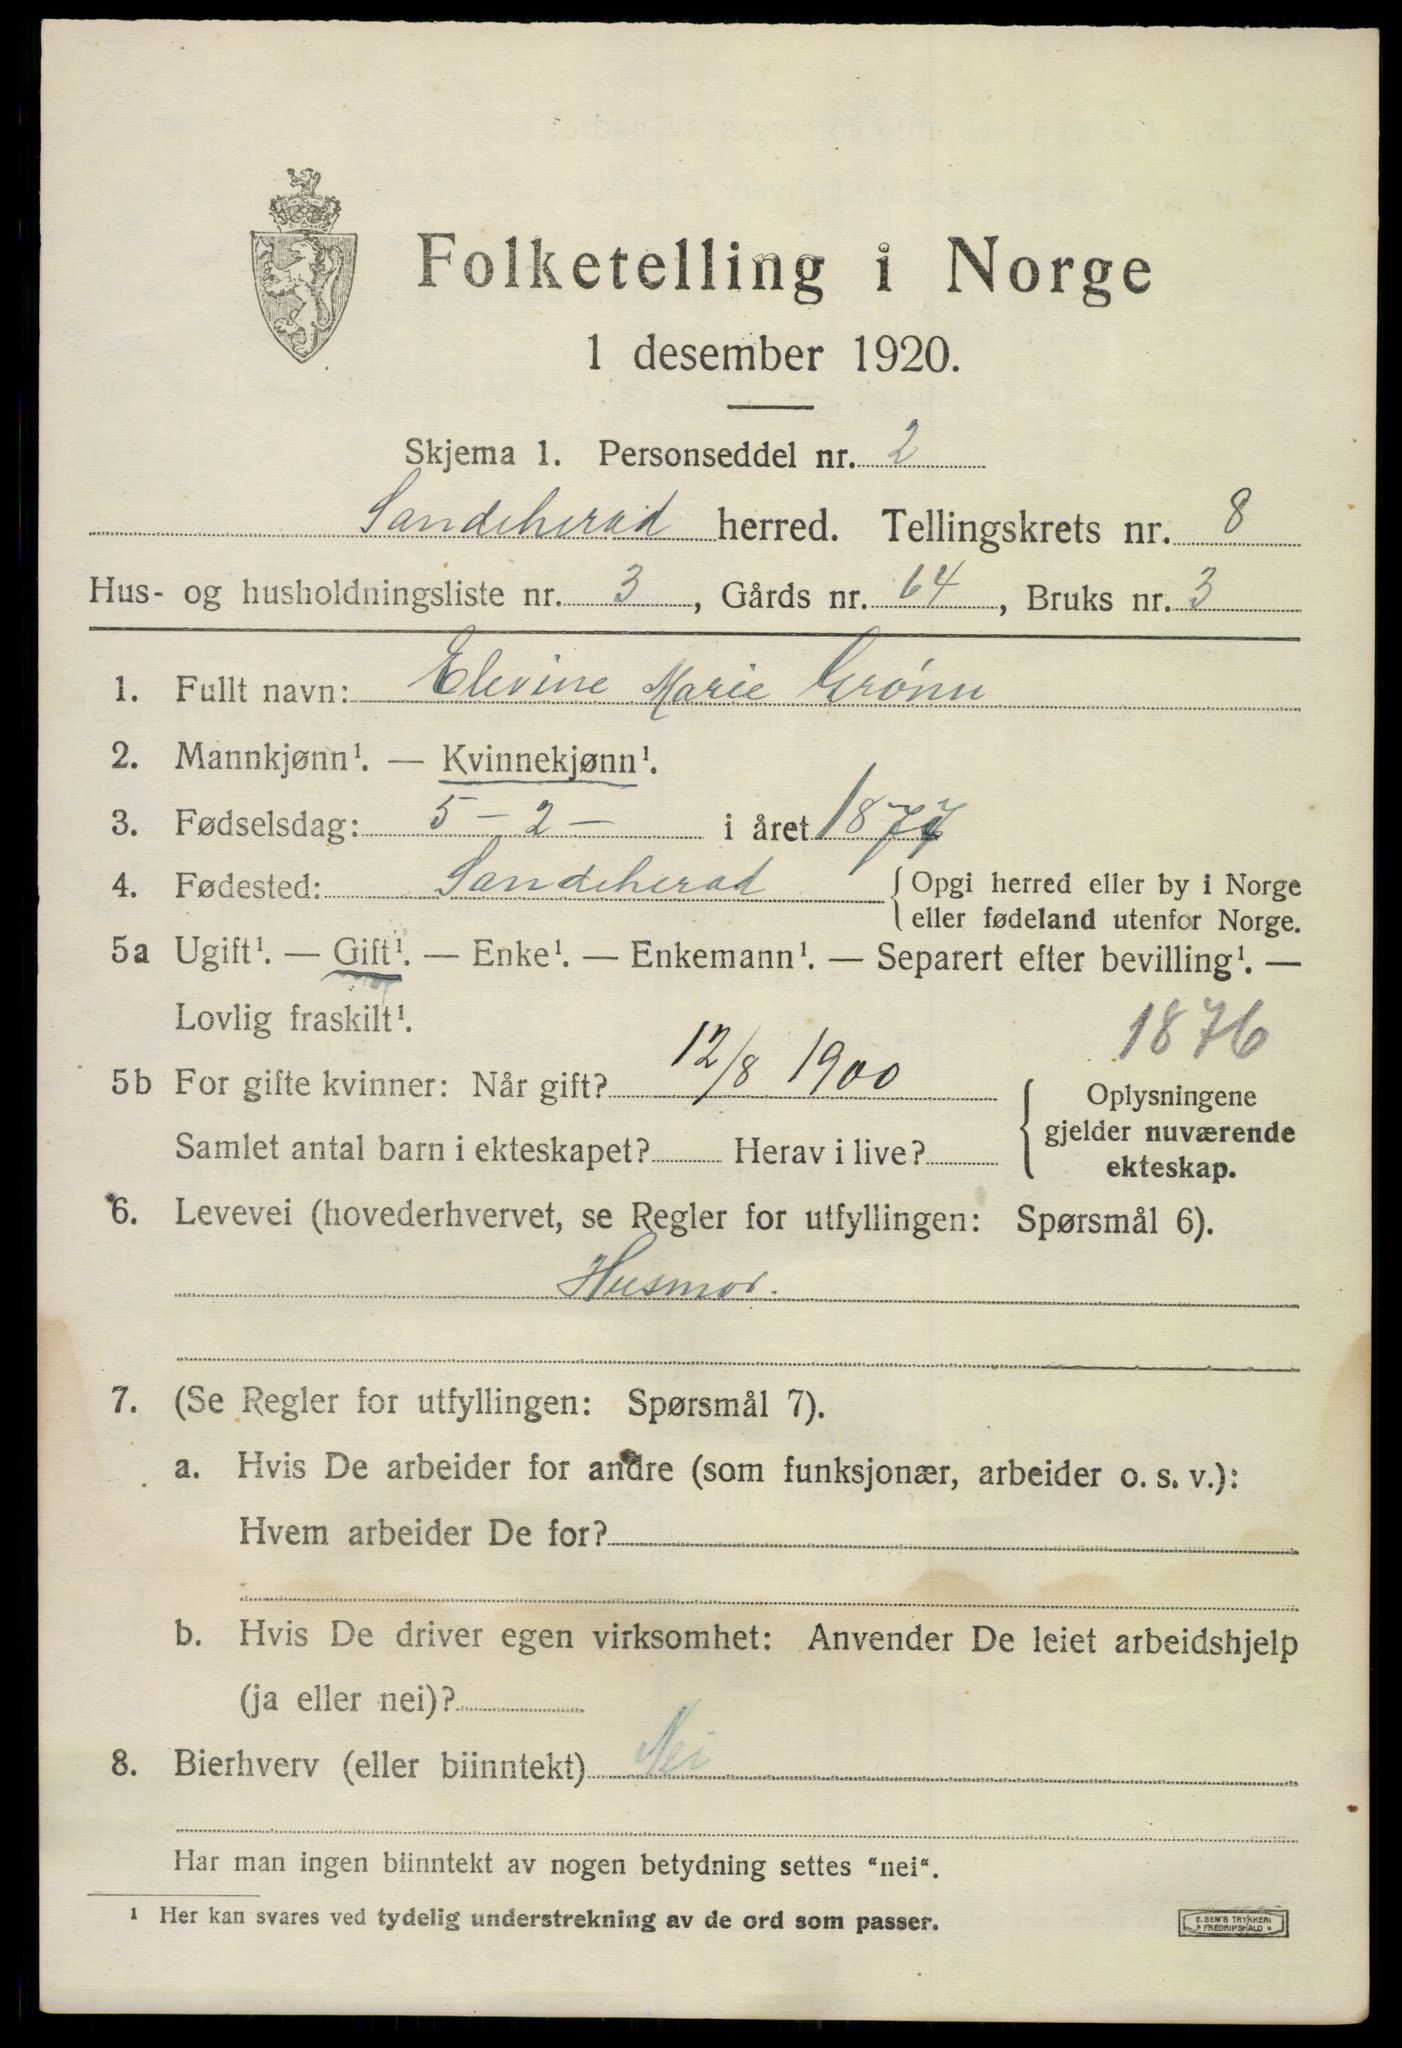 Folketelling i Norge
1 desember 1920.
Skjema 1. Personseddel nr. 2
Sandeherad herred. Tellingskrets nr. 8
Hus- og husholdningsliste nr. 3, Gårds nr. 64, Bruks nr. 3
1. Fullt navn: Elevine Marie Grønn
2. Mannkjønn¹. — Kvinnekjønn¹.
3. Fødselsdag: 5 - 2 - i året 1877
4. Fødested: Sandeherad { Opgi herred eller by i Norge
eller fødeland utenfor Norge.
5a Ugift¹. — Gift¹. — Enke¹. — Enkemann¹. — Separert efter bevilling¹. —
Lovlig fraskilt¹.
1876
5b For gifte kvinner: Når gift? 12/8 1900
Samlet antal barn i ekteskapet? Herav i live?
{ Oplysningene
gjelder nuværende
ekteskap.
6. Levevei (hovederhvervet, se Regler for utfyllingen: Spørsmål 6).
Husmor.
7. (Se Regler for utfyllingen: Spørsmål 7).
a. Hvis De arbeider for andre (som funksjonær, arbeider o. s. v.):
Hvem arbeider De for?
b. Hvis De driver egen virksomhet: Anvender De leiet arbeidshjelp
(ja eller nei)?
8. Bierhverv (eller biinntekt) Nei
Har man ingen biinntekt av nogen betydning settes "nei".
¹ Her kan svares ved tydelig understrekning av de ord som passer.
E. SEM'S TRYKKERI
FREDRIKSHALD